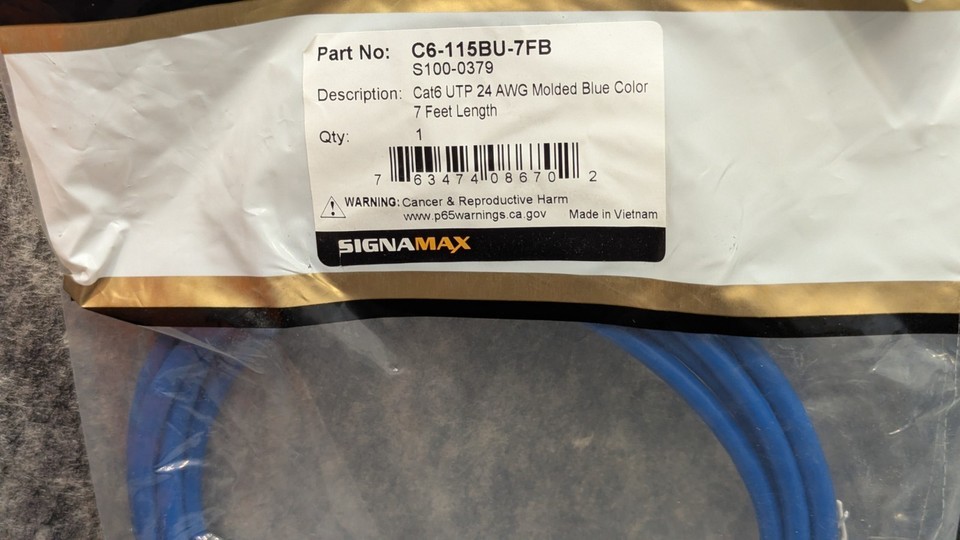 Part No: C6-115BU-7FB
S100-0379
Description: Cat6 UTP 24 AWG Molded Blue Color
7 Feet Length
Qty: 1
7 63474 08670 2
WARNING: Cancer & Reproductive Harm
www.p65warnings.ca.gov Made in Vietnam
SIGNAMAX